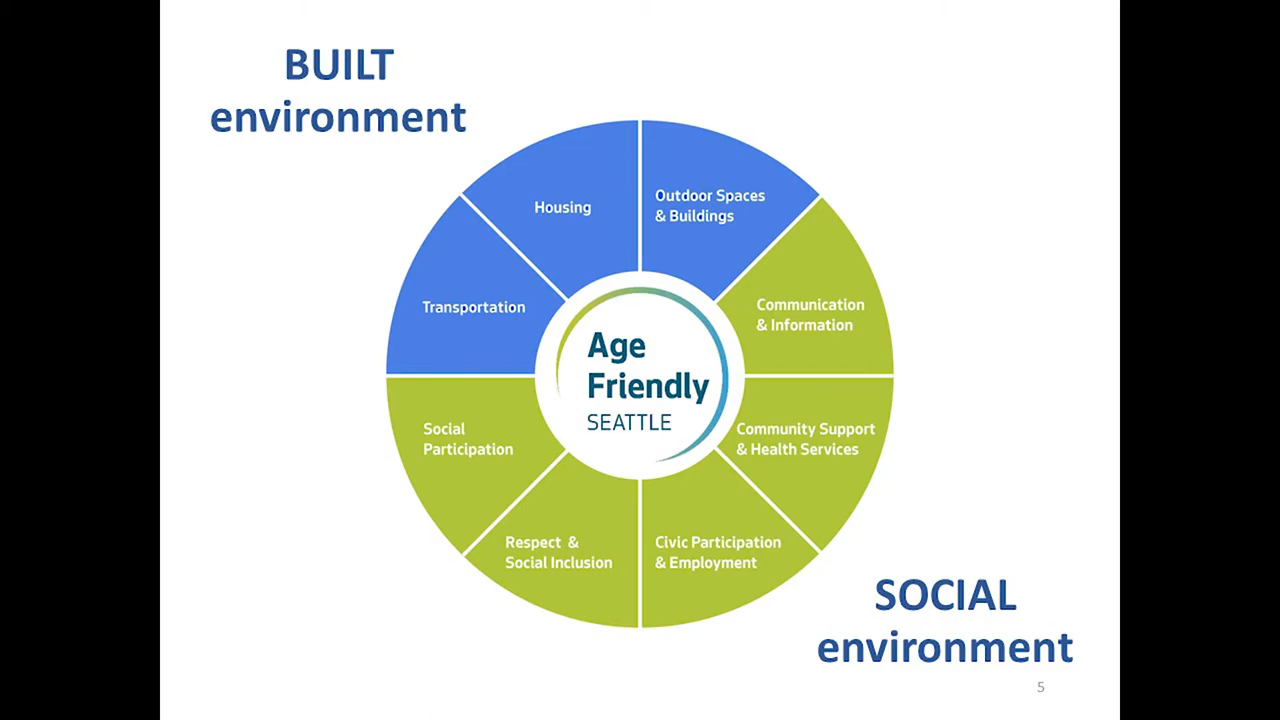 BUILT
environment
Housing
Outdoor Spaces
& Buildings
Transportation
Communication
& Information
Age
Friendly
SEATTLE
Social
Participation
Community Support
& Health Services
Respect &
Social Inclusion
Civic Participation
& Employment
SOCIAL
environment
5